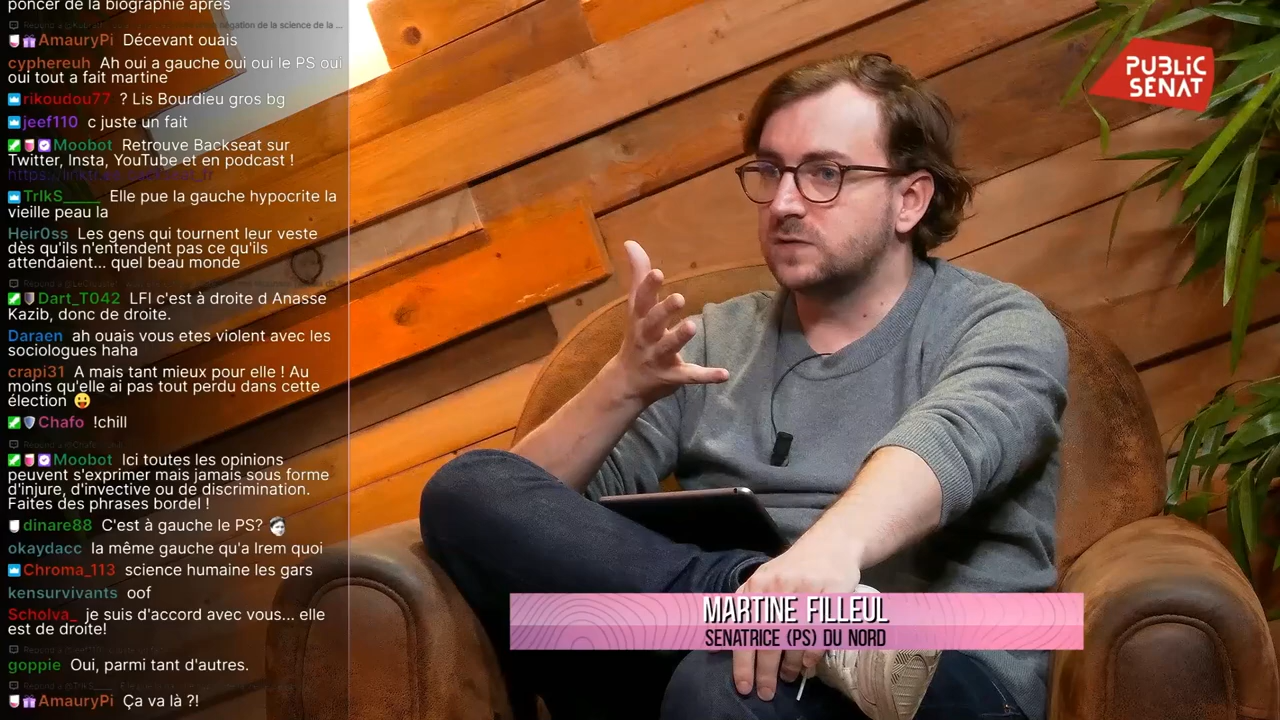 poncer de la biographie après
AmauryPi Décevant ouais
cyphereuh Ah oui a gauche oui oui le PS oui
oui tout a fait martine
rikoudou77 ? Lis Bourdieu gros bg
jeef110 c juste un fait
Moobot Retrouve Backseat sur
Twitter, Insta, YouTube et en podcast !
TrIkS_____ Elle pue la gauche hypocrite la
vieille peau la
Heir0ss Les gens qui tournent leur veste
dès qu'ils n'entendent pas ce qu'ils
attendaient... quel beau monde
Dart_T042 LFI c'est à droite d Anasse
Kazib, donc de droite.
Daraen ah ouais vous etes violent avec les
sociologues haha
crapi31 A mais tant mieux pour elle ! Au
moins qu'elle ai pas tout perdu dans cette
élection 😜
Chafo !chill
Moobot Ici toutes les opinions
peuvent s'exprimer mais jamais sous forme
d'injure, d'invective ou de discrimination.
Faites des phrases bordel !
dinare88 C'est à gauche le PS?
okaydacc la même gauche qu'a Irem quoi
Chroma_113 science humaine les gars
kensurvivants oof
Scholva_ je suis d'accord avec vous... elle
est de droite!
goppie Oui, parmi tant d'autres.
AmauryPi Ça va là ?!
PUBLIC
SÉNAT
MARTINE FILLEUL
SENATRICE (PS) DU NORD